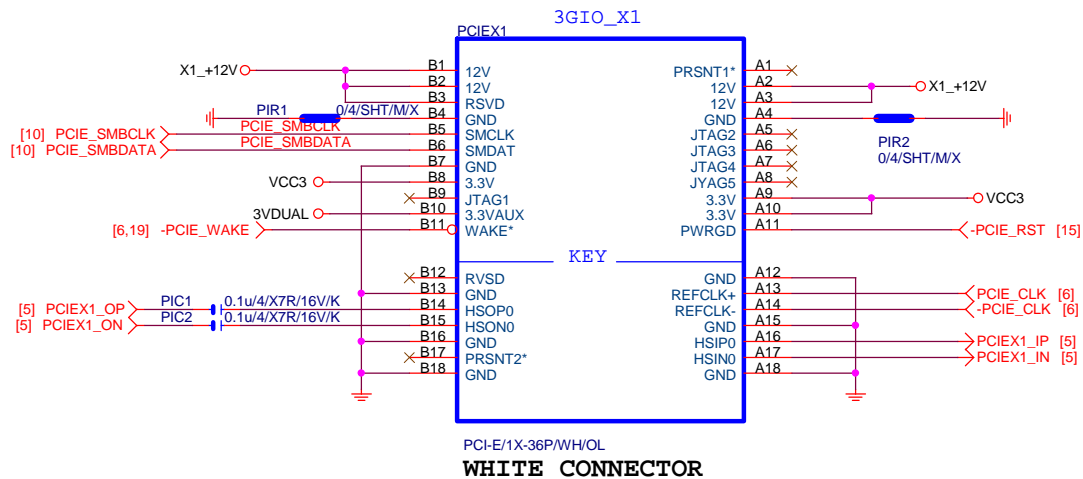 3GIO_X1
PCIEX1
X1_+12V B1 12V PRSNT1* A1
B2 12V 12V A2 X1_+12V
B3 RSVD 12V A3
PIR1 0/4/SHT/M/X B4 GND GND A4
[10] PCIE_SMBCLK PCIE_SMBCLK B5 SMCLK JTAG2 A5
[10] PCIE_SMBDATA PCIE_SMBDATA B6 SMDAT JTAG3 A6 PIR2
B7 GND JTAG4 A7 0/4/SHT/M/X
VCC3 B8 3.3V JYAG5 A8
B9 JTAG1 3.3V A9 VCC3
3VDUAL B10 3.3VAUX 3.3V A10
[6,19] -PCIE_WAKE B11 WAKE* PWRGD A11 -PCIE_RST [15]
KEY
B12 RVSD GND A12
B13 GND REFCLK+ A13 PCIE_CLK [6]
[5] PCIEX1_OP PIC1 0.1u/4/X7R/16V/K B14 HSOP0 REFCLK- A14 -PCIE_CLK [6]
[5] PCIEX1_ON PIC2 0.1u/4/X7R/16V/K B15 HSON0 GND A15
B16 GND HSIP0 A16 PCIEX1_IP [5]
B17 PRSNT2* HSIN0 A17 PCIEX1_IN [5]
B18 GND GND A18
PCI-E/1X-36P/WH/OL
WHITE CONNECTOR